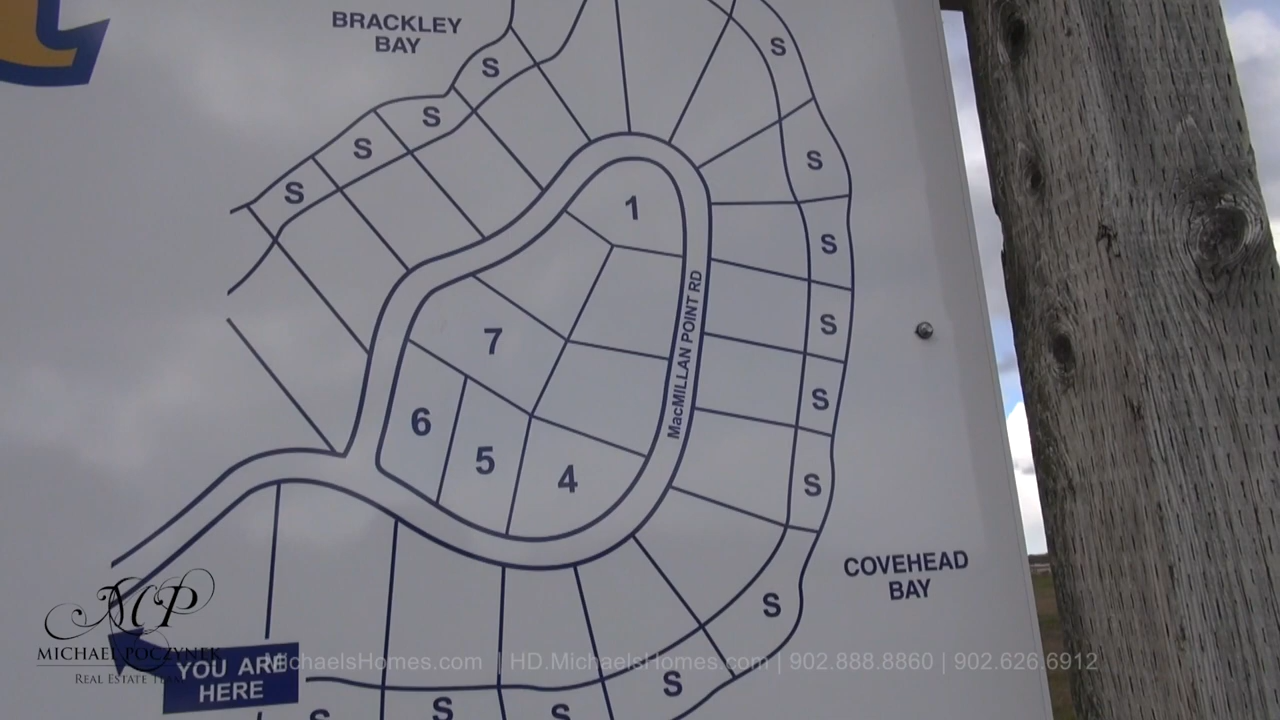 BRACKLEY
BAY
S
S
S
S
S
S
S
S
S
S
1
7
MacMILLAN POINT RD
6
5
4
COVEHEAD
BAY
S
S
S
S
S
MP
MICHAEL POCZYNEK
REAL ESTATE TEAM
YOU ARE
HERE
MichaelsHomes.com | HD.MichaelsHomes.com | 902.888.8860 | 902.626.6912